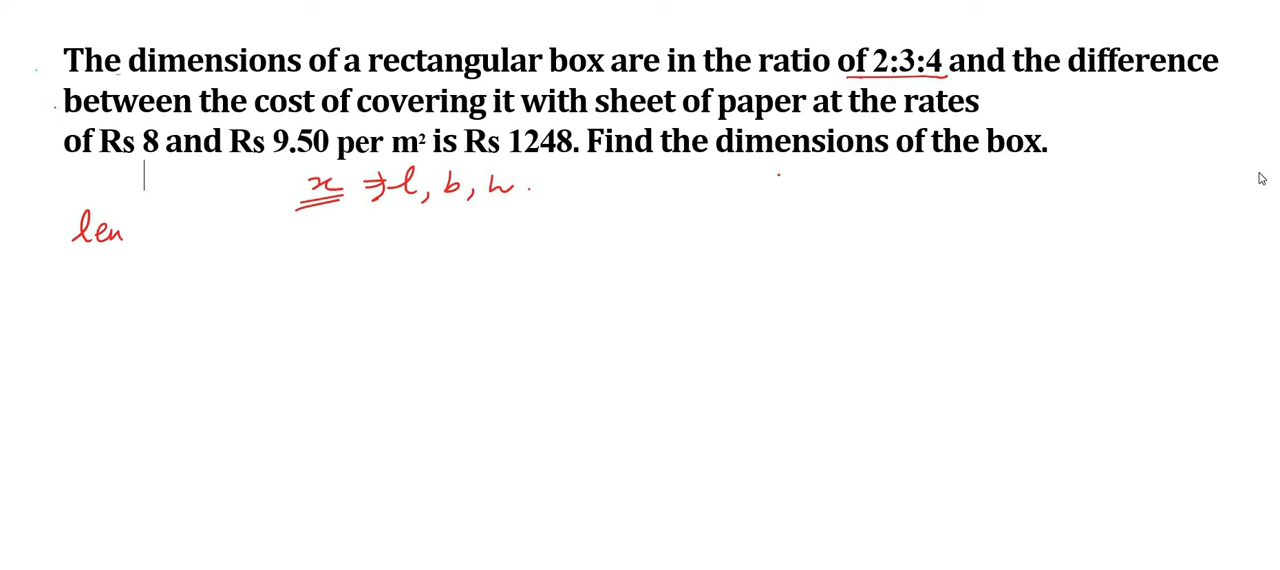 The dimensions of a rectangular box are in the ratio of 2:3:4 and the difference
between the cost of covering it with sheet of paper at the rates
of Rs 8 and Rs 9.50 per m² is Rs 1248. Find the dimensions of the box.
x ⇒ l, b, h.
len